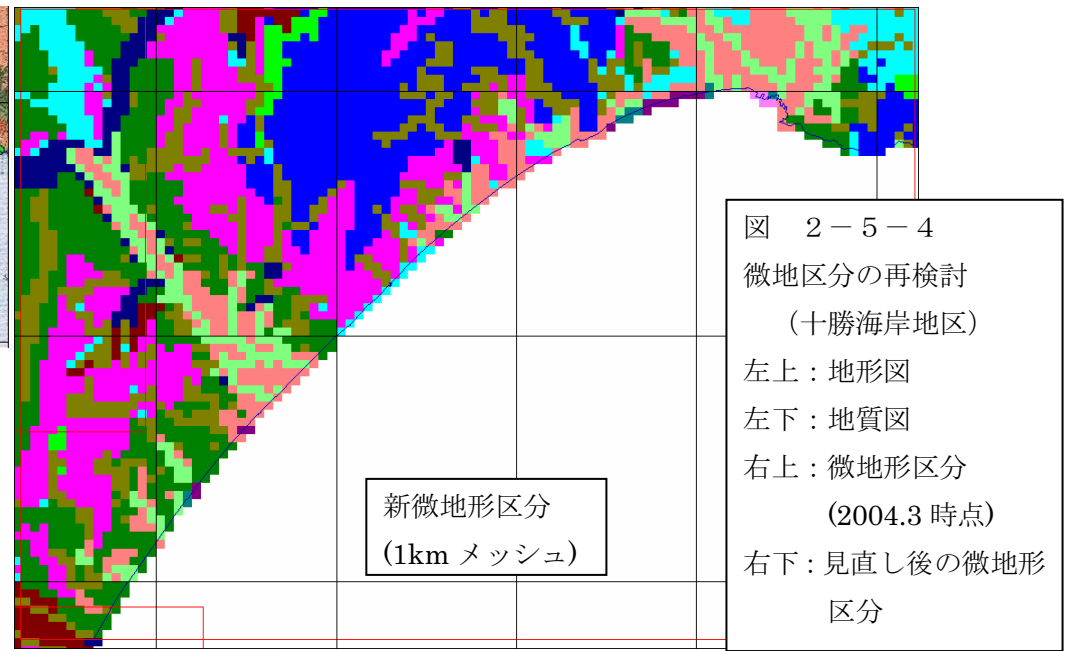 新微地形区分
(1km メッシュ)
図 2-5-4
微地区分の再検討
(十勝海岸地区)
左上:地形図
左下:地質図
右上:微地形区分
(2004.3 時点)
右下:見直し後の微地形
区分